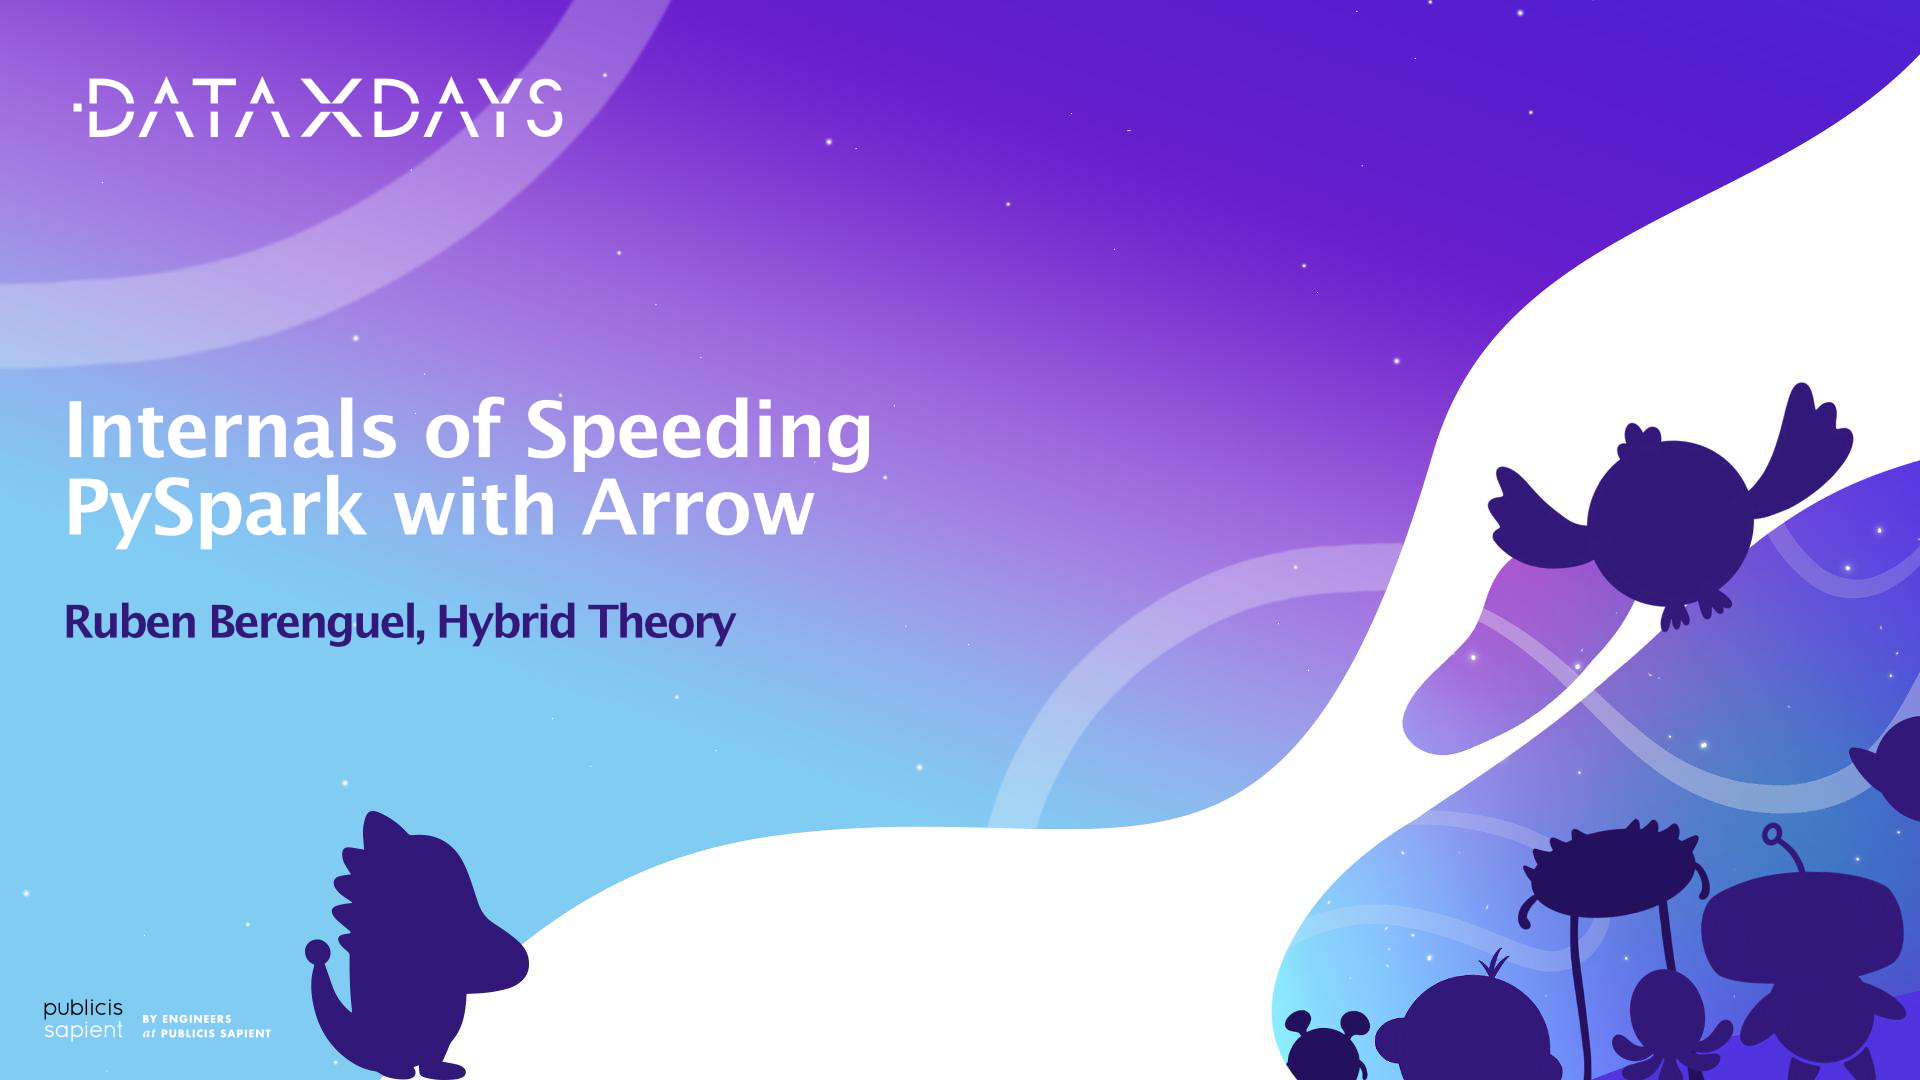 DATAXDAYS
Internals of Speeding
PySpark with Arrow
Ruben Berenguel, Hybrid Theory
publicis
sapient
BY ENGINEERS
at PUBLICIS SAPIENT